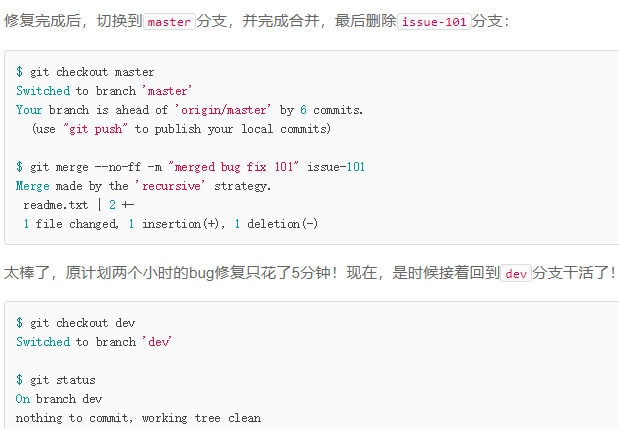 修复完成后，切换到master分支，并完成合并，最后删除issue-101分支：
$ git checkout master
Switched to branch 'master'
Your branch is ahead of 'origin/master' by 6 commits.
(use "git push" to publish your local commits)
$ git merge --no-ff -m "merged bug fix 101" issue-101
Merge made by the 'recursive' strategy.
readme.txt | 2 +-
1 file changed, 1 insertion(+), 1 deletion(-)
太棒了，原计划两个小时的bug修复只花了5分钟！现在，是时候接着回到dev分支干活了！
$ git checkout dev
Switched to branch 'dev'
$ git status
On branch dev
nothing to commit, working tree clean